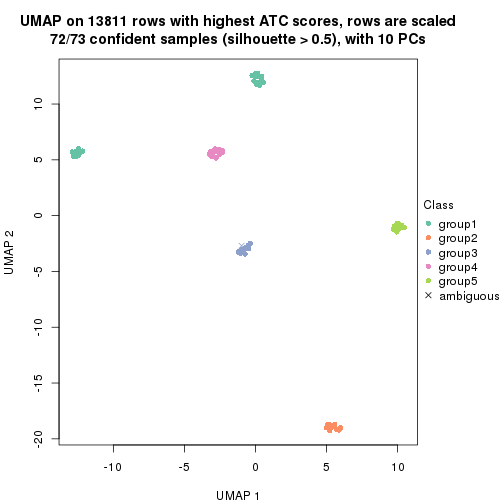 UMAP on 13811 rows with highest ATC scores, rows are scaled
72/73 confident samples (silhouette > 0.5), with 10 PCs
UMAP 2
10
5
0
-5
-10
-15
-20
-10
-5
0
5
10
UMAP 1
Class
group1
group2
group3
group4
group5
ambiguous